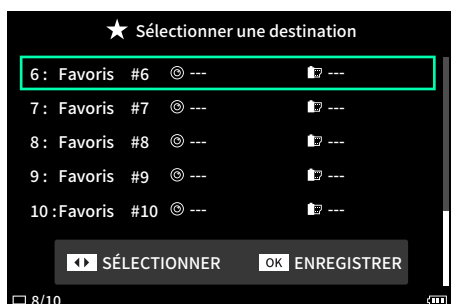 ★ Sélectionner une destination
6 : Favoris #6 --- ---
7 : Favoris #7 --- ---
8 : Favoris #8 --- ---
9 : Favoris #9 --- ---
10 :Favoris #10 --- ---
SÉLECTIONNER OK ENREGISTRER
8/10